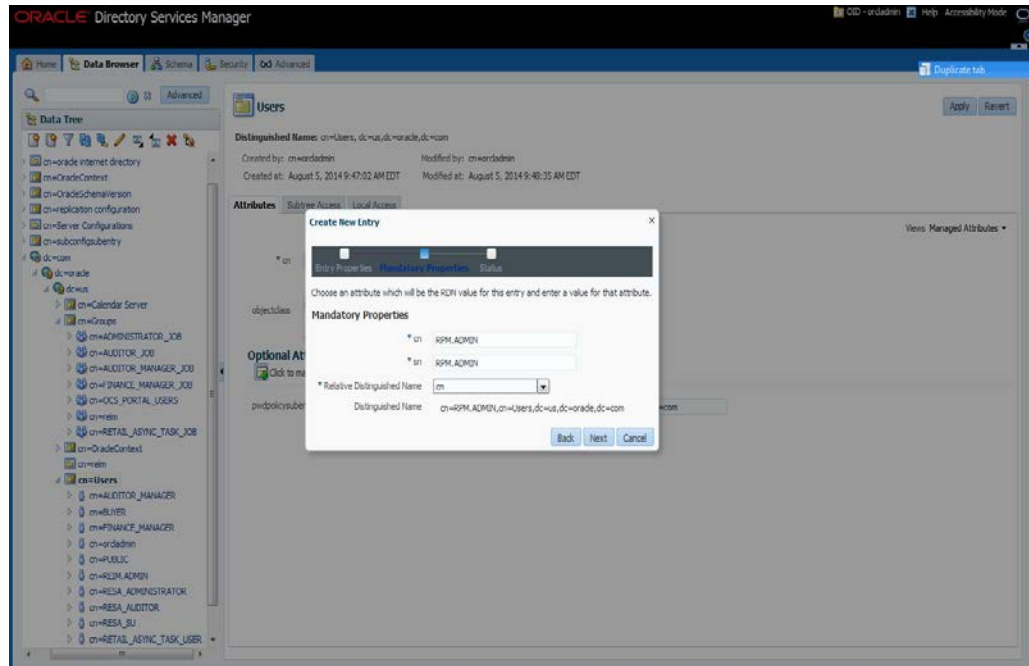 ORACLE Directory Services Manager
OID - orcladmin Help Accessibility Mode
Home Data Browser Schema Security Advanced
Duplicate tab
Advanced
Data Tree
cn=oracle internet directory
cn=OracleContext
cn=OracleSchemaVersion
cn=replication configuration
cn=Server Configurations
cn=subconfigsubentry
dc=com
dc=oracle
dc=us
cn=Calendar Server
cn=Groups
cn=ADMINISTRATOR_JOB
cn=AUDITOR_JOB
cn=AUDITOR_MANAGER_JOB
cn=FINANCE_MANAGER_JOB
cn=OCS_PORTAL_USERS
cn=reim
cn=RETAIL_ASYNC_TASK_JOB
cn=OracleContext
cn=reim
cn=Users
cn=AUDITOR_MANAGER
cn=BUYER
cn=FINANCE_MANAGER
cn=orcladmin
cn=PUBLIC
cn=REIM.ADMIN
cn=RESA_ADMINISTRATOR
cn=RESA_AUDITOR
cn=RESA_SU
cn=RETAIL_ASYNC_TASK_USER
Users
Apply Revert
Distinguished Name: cn=Users, dc=us,dc=oracle,dc=com
Created by: cn=orcladmin Modified by: cn=orcladmin
Created at: August 5, 2014 9:47:02 AM EDT Modified at: August 5, 2014 9:48:35 AM EDT
Attributes Subtree Access Local Access
Views Managed Attributes
* cn
objectclass
Optional At
Click to ma
pwdpolicysuben
=com
Create New Entry
Entry Properties Mandatory Properties Status
Choose an attribute which will be the RDN value for this entry and enter a value for that attribute.
Mandatory Properties
* cn RPM.ADMIN
* sn RPM.ADMIN
* Relative Distinguished Name cn
Distinguished Name cn=RPM.ADMIN,cn=Users,dc=us,dc=oracle,dc=com
Back Next Cancel